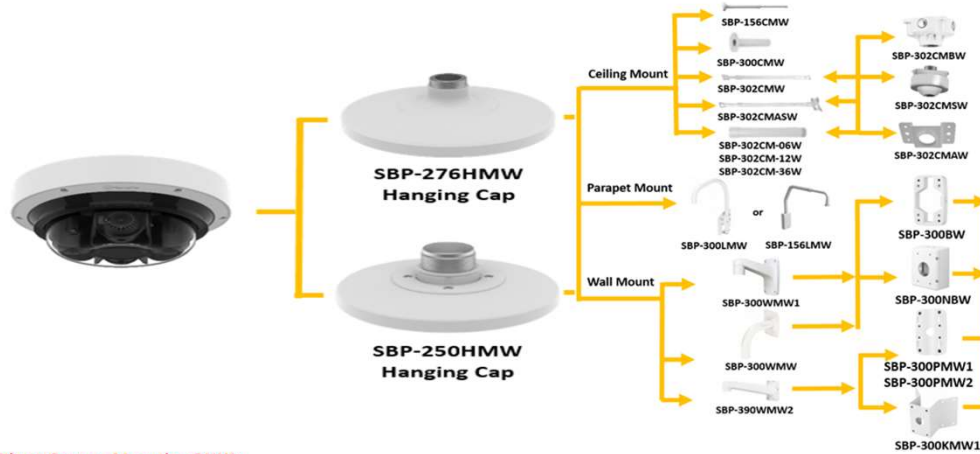 SBP-156CMW
SBP-300CMW
Ceiling Mount
SBP-302CMW
SBP-302CMASW
SBP-302CM-06W
SBP-302CM-12W
SBP-302CM-36W
SBP-302CMBW
SBP-302CMSW
SBP-302CMAW
SBP-276HMW
Hanging Cap
Parapet Mount
or
SBP-300LMW
SBP-156LMW
SBP-300BW
Wall Mount
SBP-300WMW1
SBP-300NBW
SBP-250HMW
Hanging Cap
SBP-300WMW
SBP-300PMW1
SBP-300PMW2
SBP-390WMW2
SBP-300KMW1